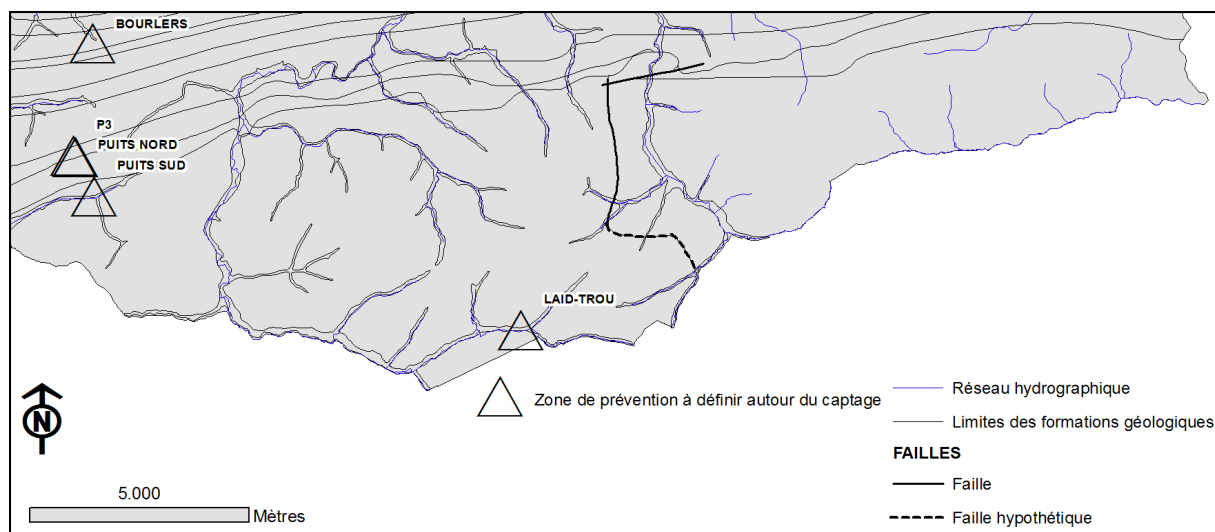 BOURLERS
P3
PUITS NORD
PUITS SUD
LAID-TROU
Zone de prévention à définir autour du captage
Réseau hydrographique
Limites des formations géologiques
FAILLES
Faille
Faille hypothétique
N
5.000
Mètres